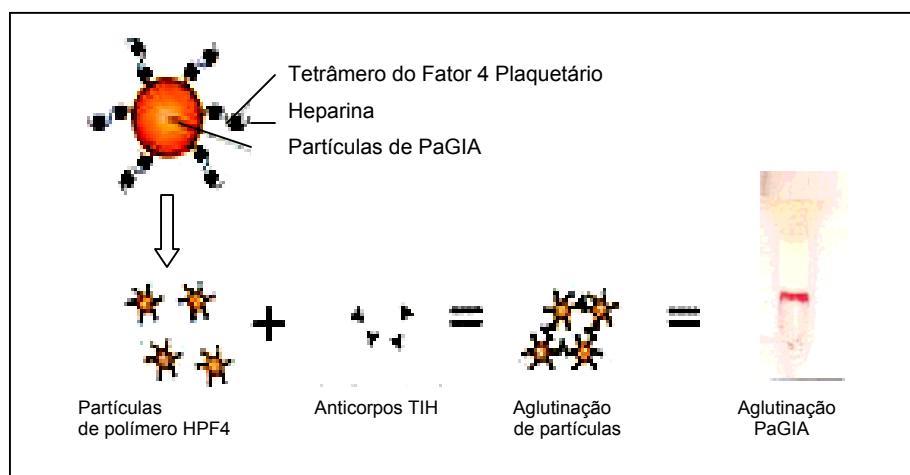 Tetrâmero do Fator 4 Plaquetário
Heparina
Partículas de PaGIA
+
=
=
Partículas
de polímero HPF4
Anticorpos TIH
Aglutinação
de partículas
Aglutinação
PaGIA